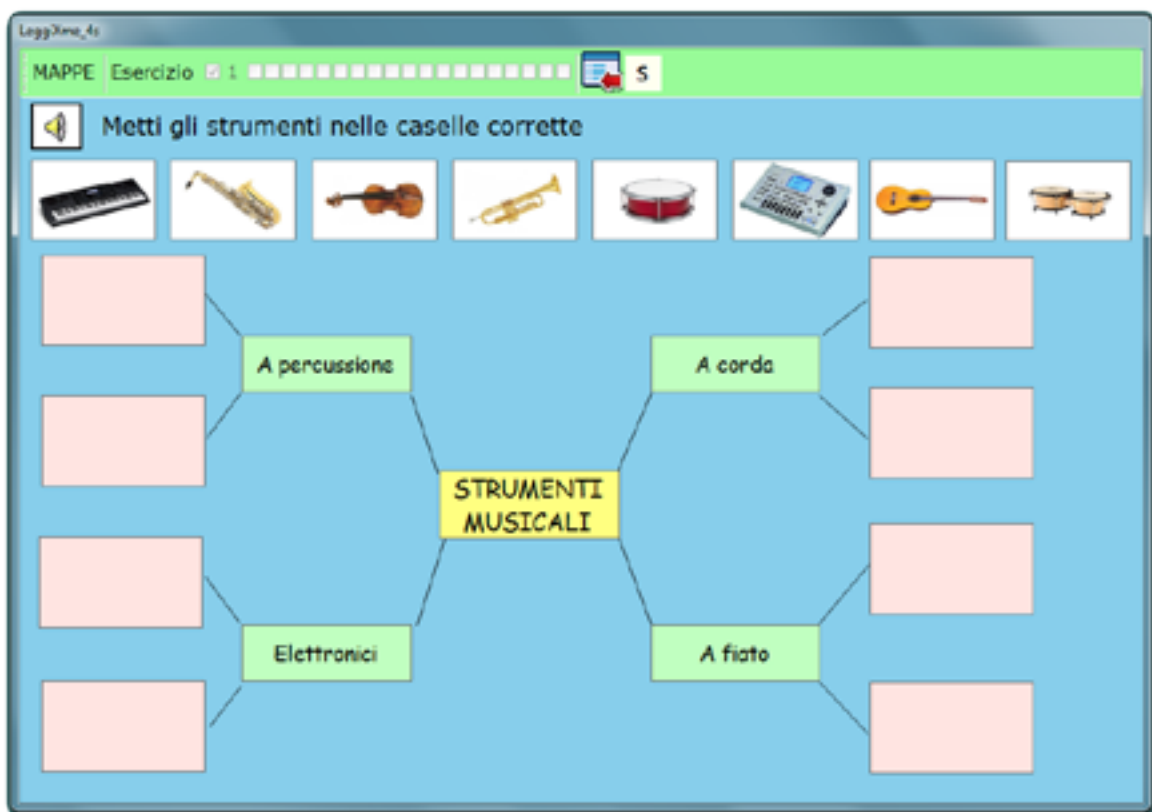 MAPPE Esercizio 1 S
Metti gli strumenti nelle caselle corrette
A percussione
A corda
STRUMENTI
MUSICALI
Elettronici
A fiato